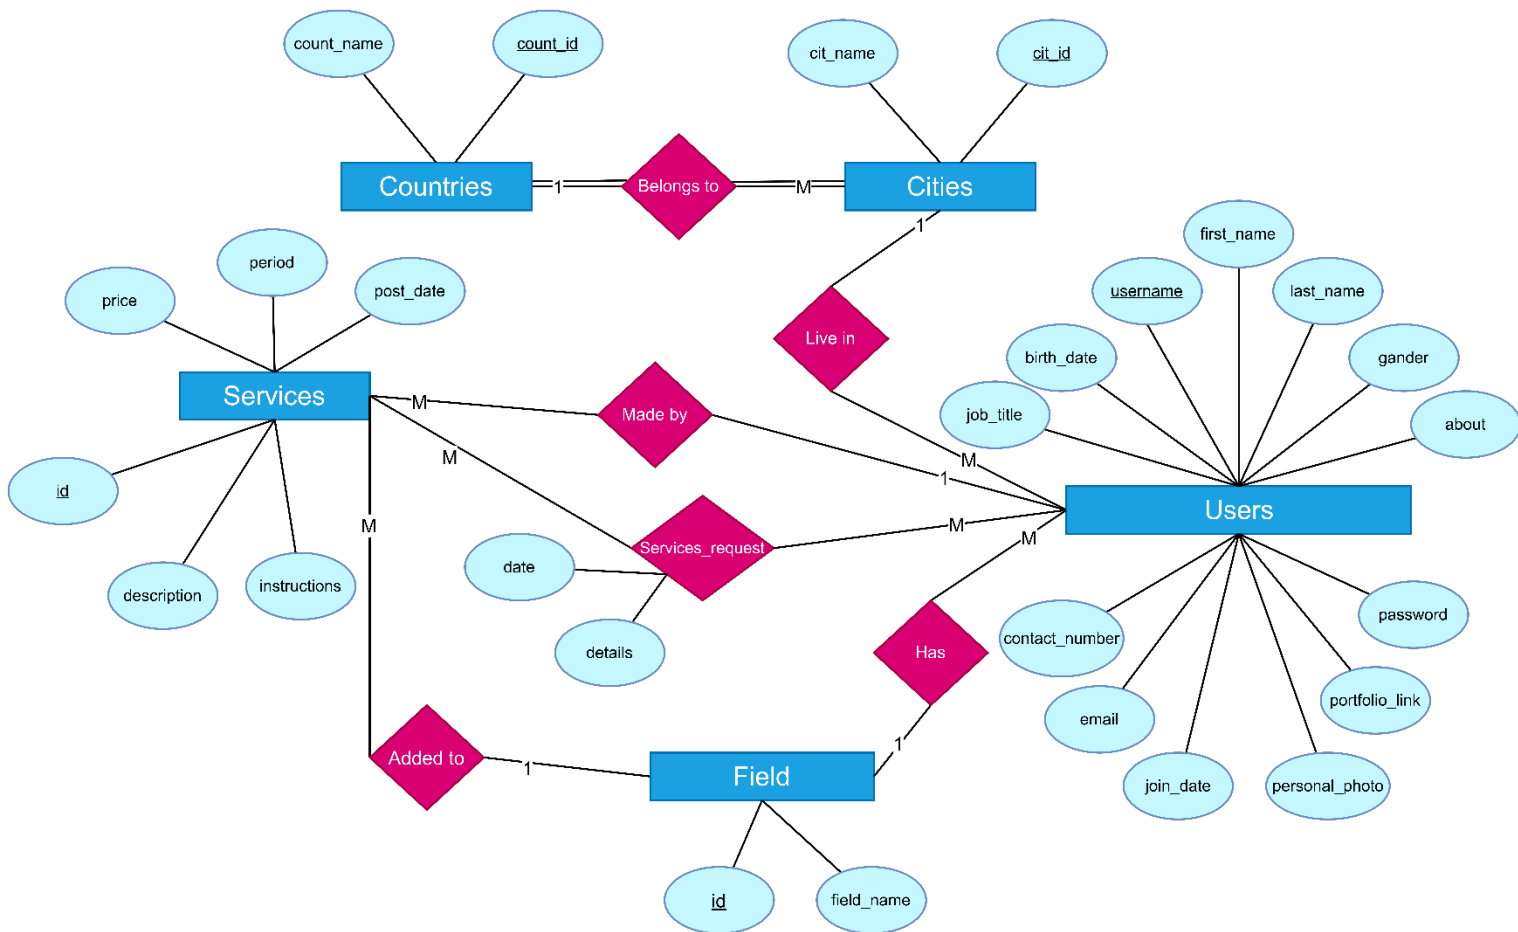 count_name
count_id
cit_name
cit_id
Countries
1
Belongs to
M
Cities
1
first_name
period
post_date
price
username
last_name
Live in
birth_date
gander
Services
M
Made by
job_title
about
M
M
1
id
Users
M
M
Services_request
M
date
description
instructions
details
Has
contact_number
password
email
portfolio_link
Added to
1
1
Field
join_date
personal_photo
id
field_name